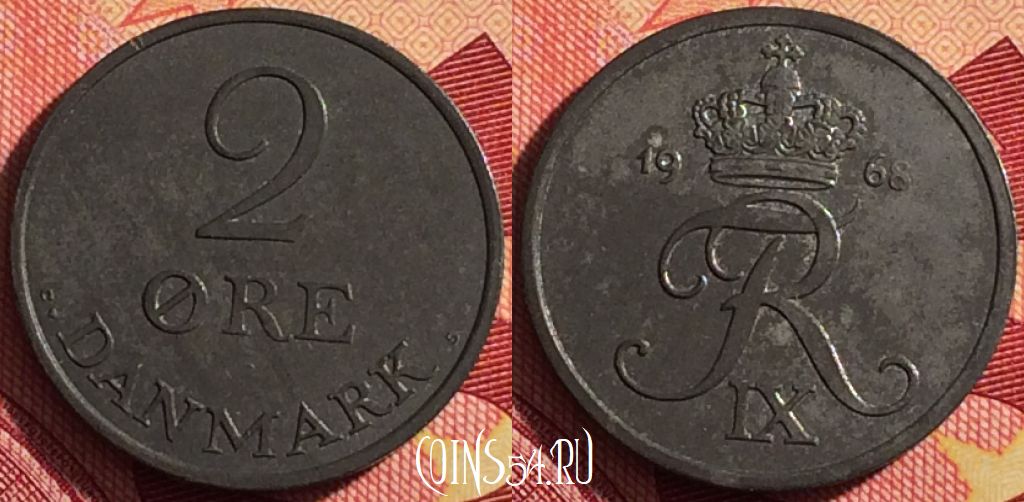 2
ØRE
DANMARK
C S
19 68
FR
IX
COINS54.RU